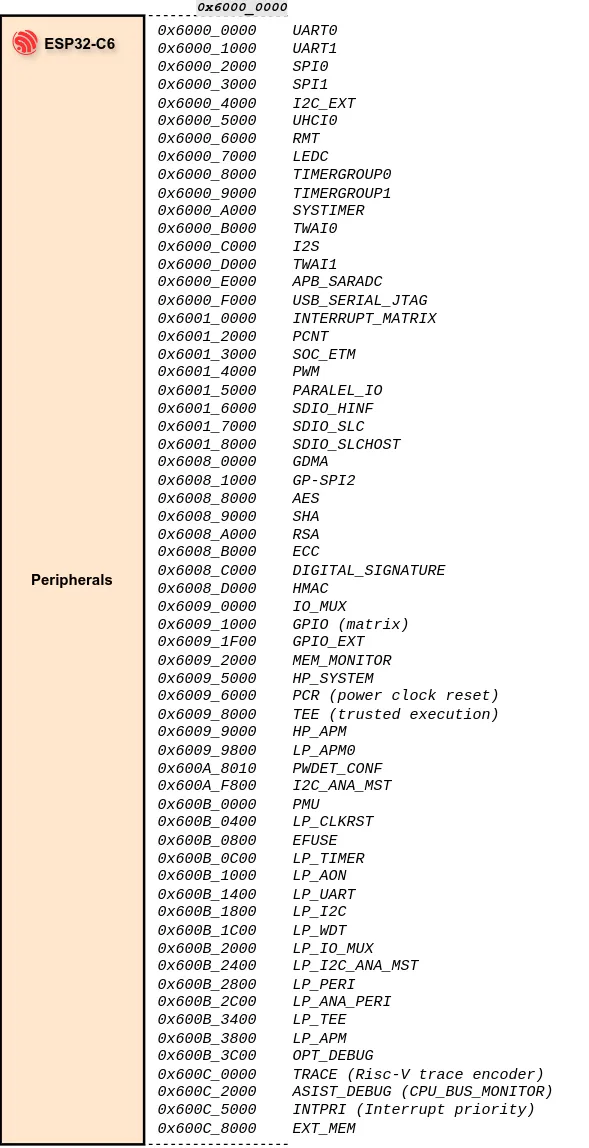 0x6000_0000
ESP32-C6
Peripherals
0x6000_0000 UART0
0x6000_1000 UART1
0x6000_2000 SPI0
0x6000_3000 SPI1
0x6000_4000 I2C_EXT
0x6000_5000 UHCI0
0x6000_6000 RMT
0x6000_7000 LEDC
0x6000_8000 TIMERGROUP0
0x6000_9000 TIMERGROUP1
0x6000_A000 SYSTIMER
0x6000_B000 TWAI0
0x6000_C000 I2S
0x6000_D000 TWAI1
0x6000_E000 APB_SARADC
0x6000_F000 USB_SERIAL_JTAG
0x6001_0000 INTERRUPT_MATRIX
0x6001_2000 PCNT
0x6001_3000 SOC_ETM
0x6001_4000 PWM
0x6001_5000 PARALEL_IO
0x6001_6000 SDIO_HINF
0x6001_7000 SDIO_SLC
0x6001_8000 SDIO_SLCHOST
0x6008_0000 GDMA
0x6008_1000 GP-SPI2
0x6008_8000 AES
0x6008_9000 SHA
0x6008_A000 RSA
0x6008_B000 ECC
0x6008_C000 DIGITAL_SIGNATURE
0x6008_D000 HMAC
0x6009_0000 IO_MUX
0x6009_1000 GPIO (matrix)
0x6009_1F00 GPIO_EXT
0x6009_2000 MEM_MONITOR
0x6009_5000 HP_SYSTEM
0x6009_6000 PCR (power clock reset)
0x6009_8000 TEE (trusted execution)
0x6009_9000 HP_APM
0x6009_9800 LP_APM0
0x600A_8010 PWDET_CONF
0x600A_F800 I2C_ANA_MST
0x600B_0000 PMU
0x600B_0400 LP_CLKRST
0x600B_0800 EFUSE
0x600B_0C00 LP_TIMER
0x600B_1000 LP_AON
0x600B_1400 LP_UART
0x600B_1800 LP_I2C
0x600B_1C00 LP_WDT
0x600B_2000 LP_IO_MUX
0x600B_2400 LP_I2C_ANA_MST
0x600B_2800 LP_PERI
0x600B_2C00 LP_ANA_PERI
0x600B_3400 LP_TEE
0x600B_3800 LP_APM
0x600B_3C00 OPT_DEBUG
0x600C_0000 TRACE (Risc-V trace encoder)
0x600C_2000 ASIST_DEBUG (CPU_BUS_MONITOR)
0x600C_5000 INTPRI (Interrupt priority)
0x600C_8000 EXT_MEM